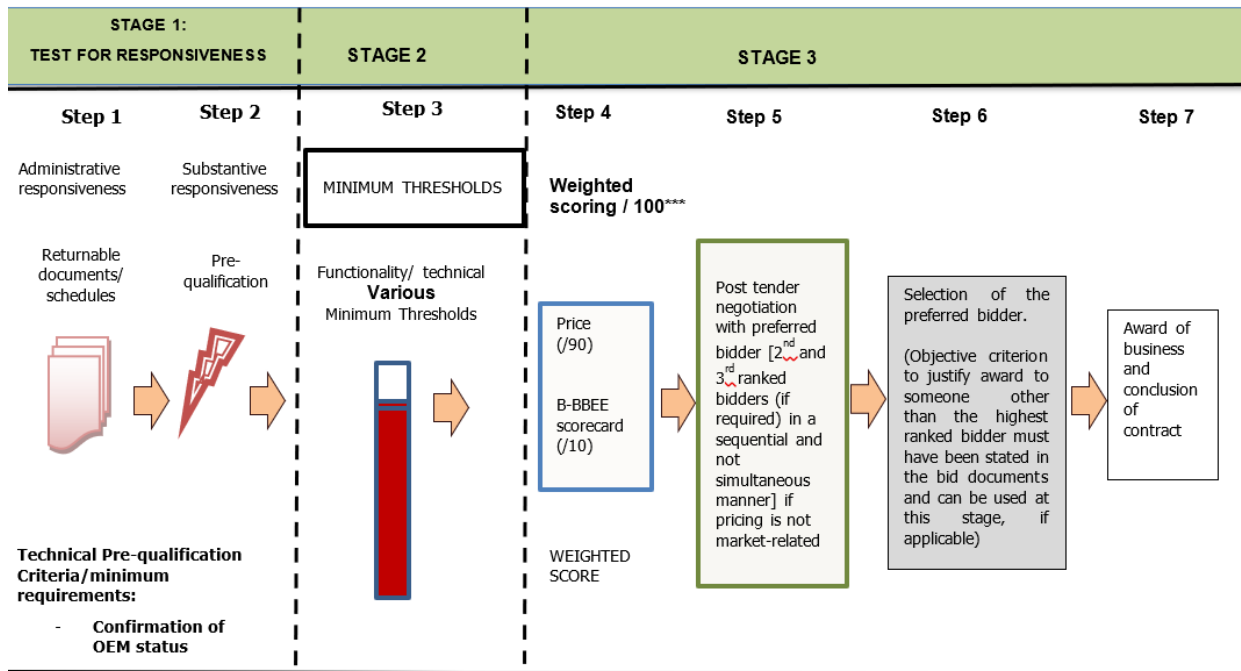 STAGE 1:
TEST FOR RESPONSIVENESS
STAGE 2
STAGE 3
Step 1
Step 2
Step 3
Step 4
Step 5
Step 6
Step 7
Administrative
responsiveness
Substantive
responsiveness
MINIMUM THRESHOLDS
Weighted
scoring / 100***
Returnable
documents/
schedules
Pre-
qualification
Functionality/ technical
Various
Minimum Thresholds
Price
(/90)
B-BBEE
scorecard
(/10)
WEIGHTED
SCORE
Post tender
negotiation
with preferred
bidder [2nd and
3rd ranked
bidders (if
required) in a
sequential and
not
simultaneous
manner] if
pricing is not
market-related
Selection of the
preferred bidder.
(Objective criterion
to justify award to
someone other
than the highest
ranked bidder must
have been stated in
the bid documents
and can be used at
this stage, if
applicable)
Award of
business
and
conclusion
of
contract
Technical Pre-qualification
Criteria/minimum
requirements:
- Confirmation of
OEM status